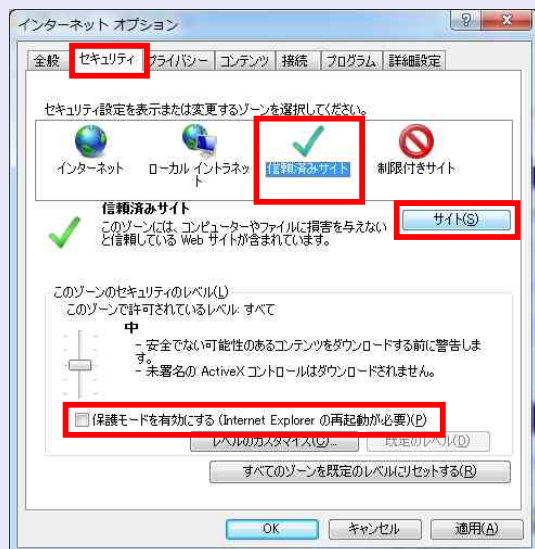 インターネット オプション
全般 セキュリティ プライバシー コンテンツ 接続 プログラム 詳細設定
セキュリティ設定を表示または変更するゾーンを選択してください。
インターネット ローカル イントラネッ
ト 信頼済みサイト 制限付きサイト
信頼済みサイト
このゾーンには、コンピューターやファイルに損害を与えない
と信頼している Web サイトが含まれています。
サイト(S)
このゾーンのセキュリティのレベル(L)
このゾーンで許可されているレベル: すべて
中
- 安全でない可能性のあるコンテンツをダウンロードする前に警告しま
す。
- 未署名の ActiveX コントロールはダウンロードされません。
保護モードを有効にする (Internet Explorer の再起動が必要)(P)
レベルのカスタマイズ(C)... 既定のレベル(D)
すべてのゾーンを既定のレベルにリセットする(R)
OK キャンセル 適用(A)